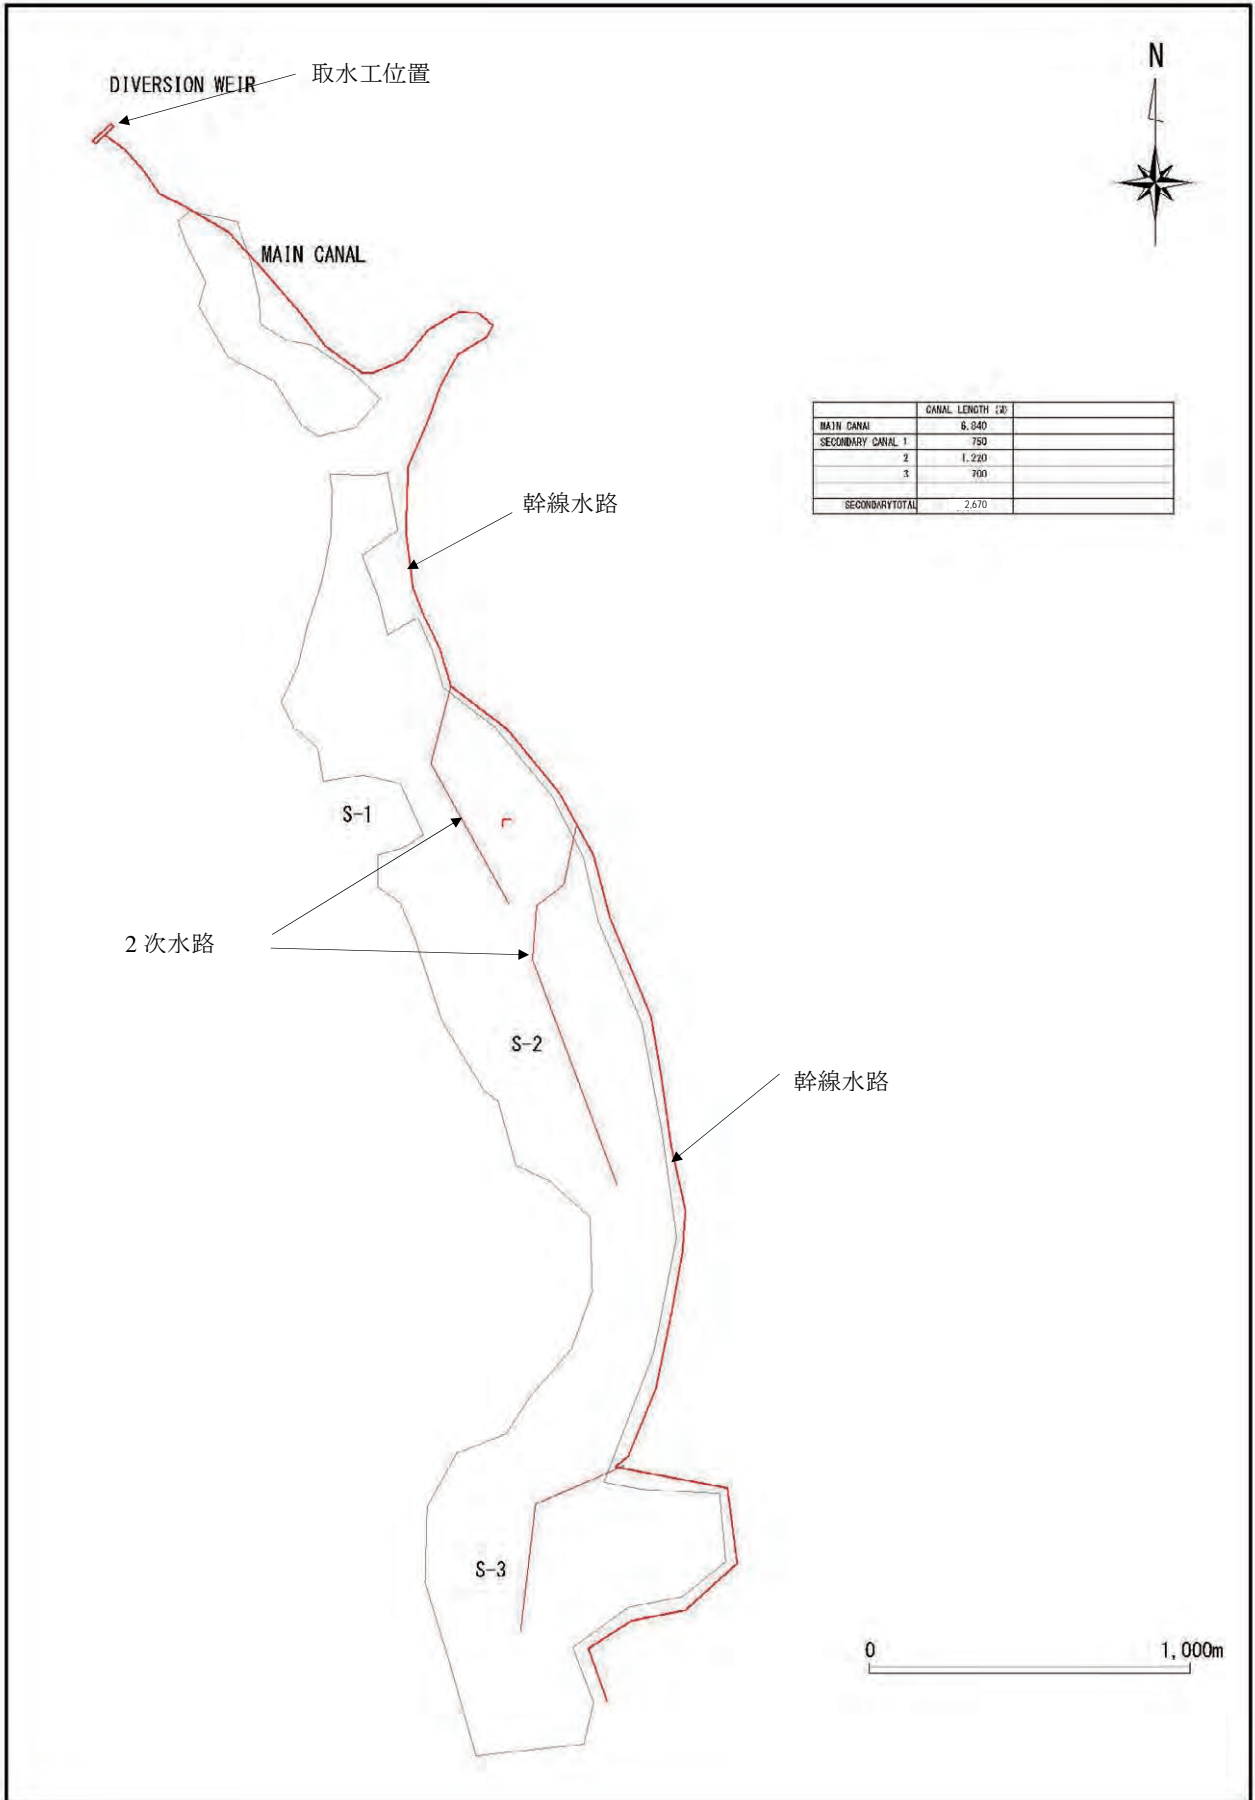 N
取水工位置
DIVERSION WEIR
MAIN CANAL
CANAL LENGTH (m)
MAIN CANAL 6,840
SECONDARY CANAL 1 750
2 1,220
3 700
SECONDARYTOTAL 2,670
幹線水路
S-1
2 次水路
S-2
幹線水路
S-3
0 1,000m